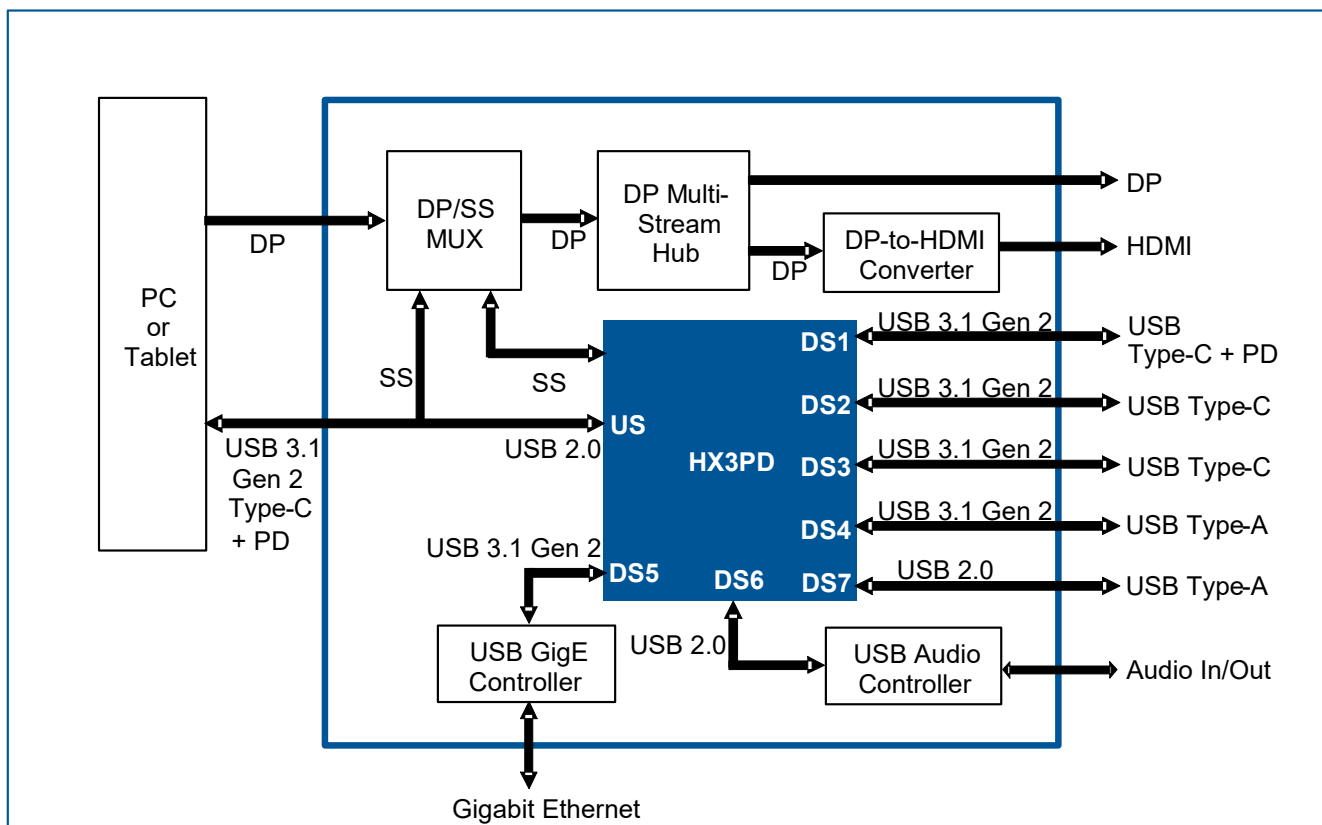 PC
or
Tablet
DP
DP/SS
MUX
DP
DP Multi-
Stream
Hub
DP
DP-to-HDMI
Converter
DP
HDMI
SS
SS
USB 3.1
Gen 2
Type-C
+ PD
USB 2.0
US
HX3PD
DS1
USB 3.1 Gen 2
USB
Type-C + PD
DS2
USB 3.1 Gen 2
USB Type-C
DS3
USB 3.1 Gen 2
USB Type-C
DS4
USB 3.1 Gen 2
USB Type-A
DS7
USB 2.0
USB Type-A
USB 3.1 Gen 2
DS5
DS6
USB 2.0
USB GigE
Controller
USB Audio
Controller
Audio In/Out
Gigabit Ethernet